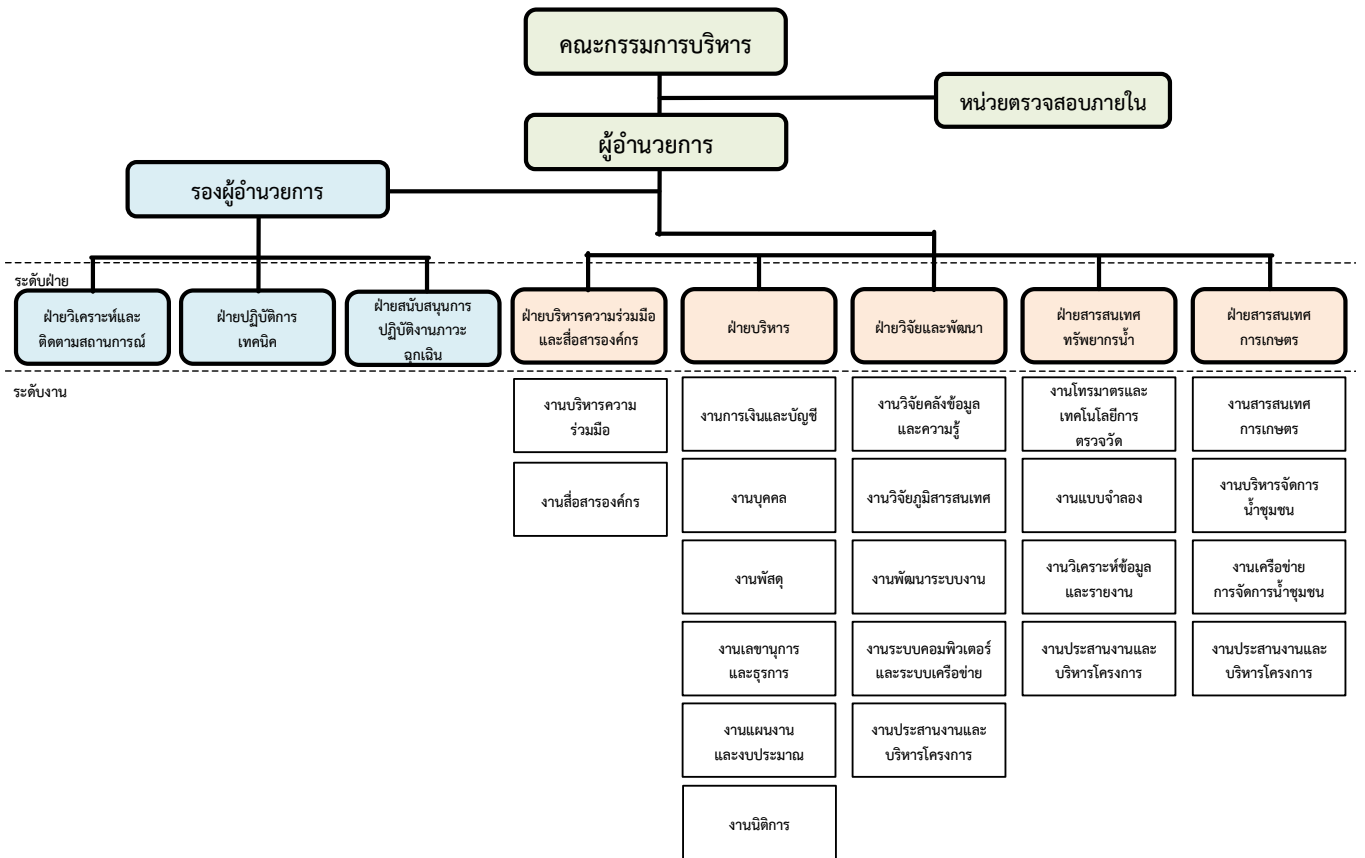 คณะกรรมการบริหาร
หน่วยตรวจสอบภายใน
ผู้อำนวยการ
รองผู้อำนวยการ
ระดับฝ่าย
ฝ่ายวิเคราะห์และ
ติดตามสถานการณ์
ฝ่ายปฏิบัติการ
เทคนิค
ฝ่ายสนับสนุนการ
ปฏิบัติงานภาวะ
ฉุกเฉิน
ฝ่ายบริหารความร่วมมือ
และสื่อสารองค์กร
ฝ่ายบริหาร
ฝ่ายวิจัยและพัฒนา
ฝ่ายสารสนเทศ
ทรัพยากรน้ำ
ฝ่ายสารสนเทศ
การเกษตร
ระดับงาน
งานบริหารความ
ร่วมมือ
งานสื่อสารองค์กร
งานการเงินและบัญชี
งานบุคคล
งานพัสดุ
งานเลขานุการ
และธุรการ
งานแผนงาน
และงบประมาณ
งานนิติการ
งานวิจัยคลังข้อมูล
และความรู้
งานวิจัยภูมิสารสนเทศ
งานพัฒนาระบบงาน
งานระบบคอมพิวเตอร์
และระบบเครือข่าย
งานประสานงานและ
บริหารโครงการ
งานโทรมาตรและ
เทคโนโลยีการ
ตรวจวัด
งานแบบจำลอง
งานวิเคราะห์ข้อมูล
และรายงาน
งานประสานงานและ
บริหารโครงการ
งานสารสนเทศ
การเกษตร
งานบริหารจัดการ
น้ำชุมชน
งานเครือข่าย
การจัดการน้ำชุมชน
งานประสานงานและ
บริหารโครงการ